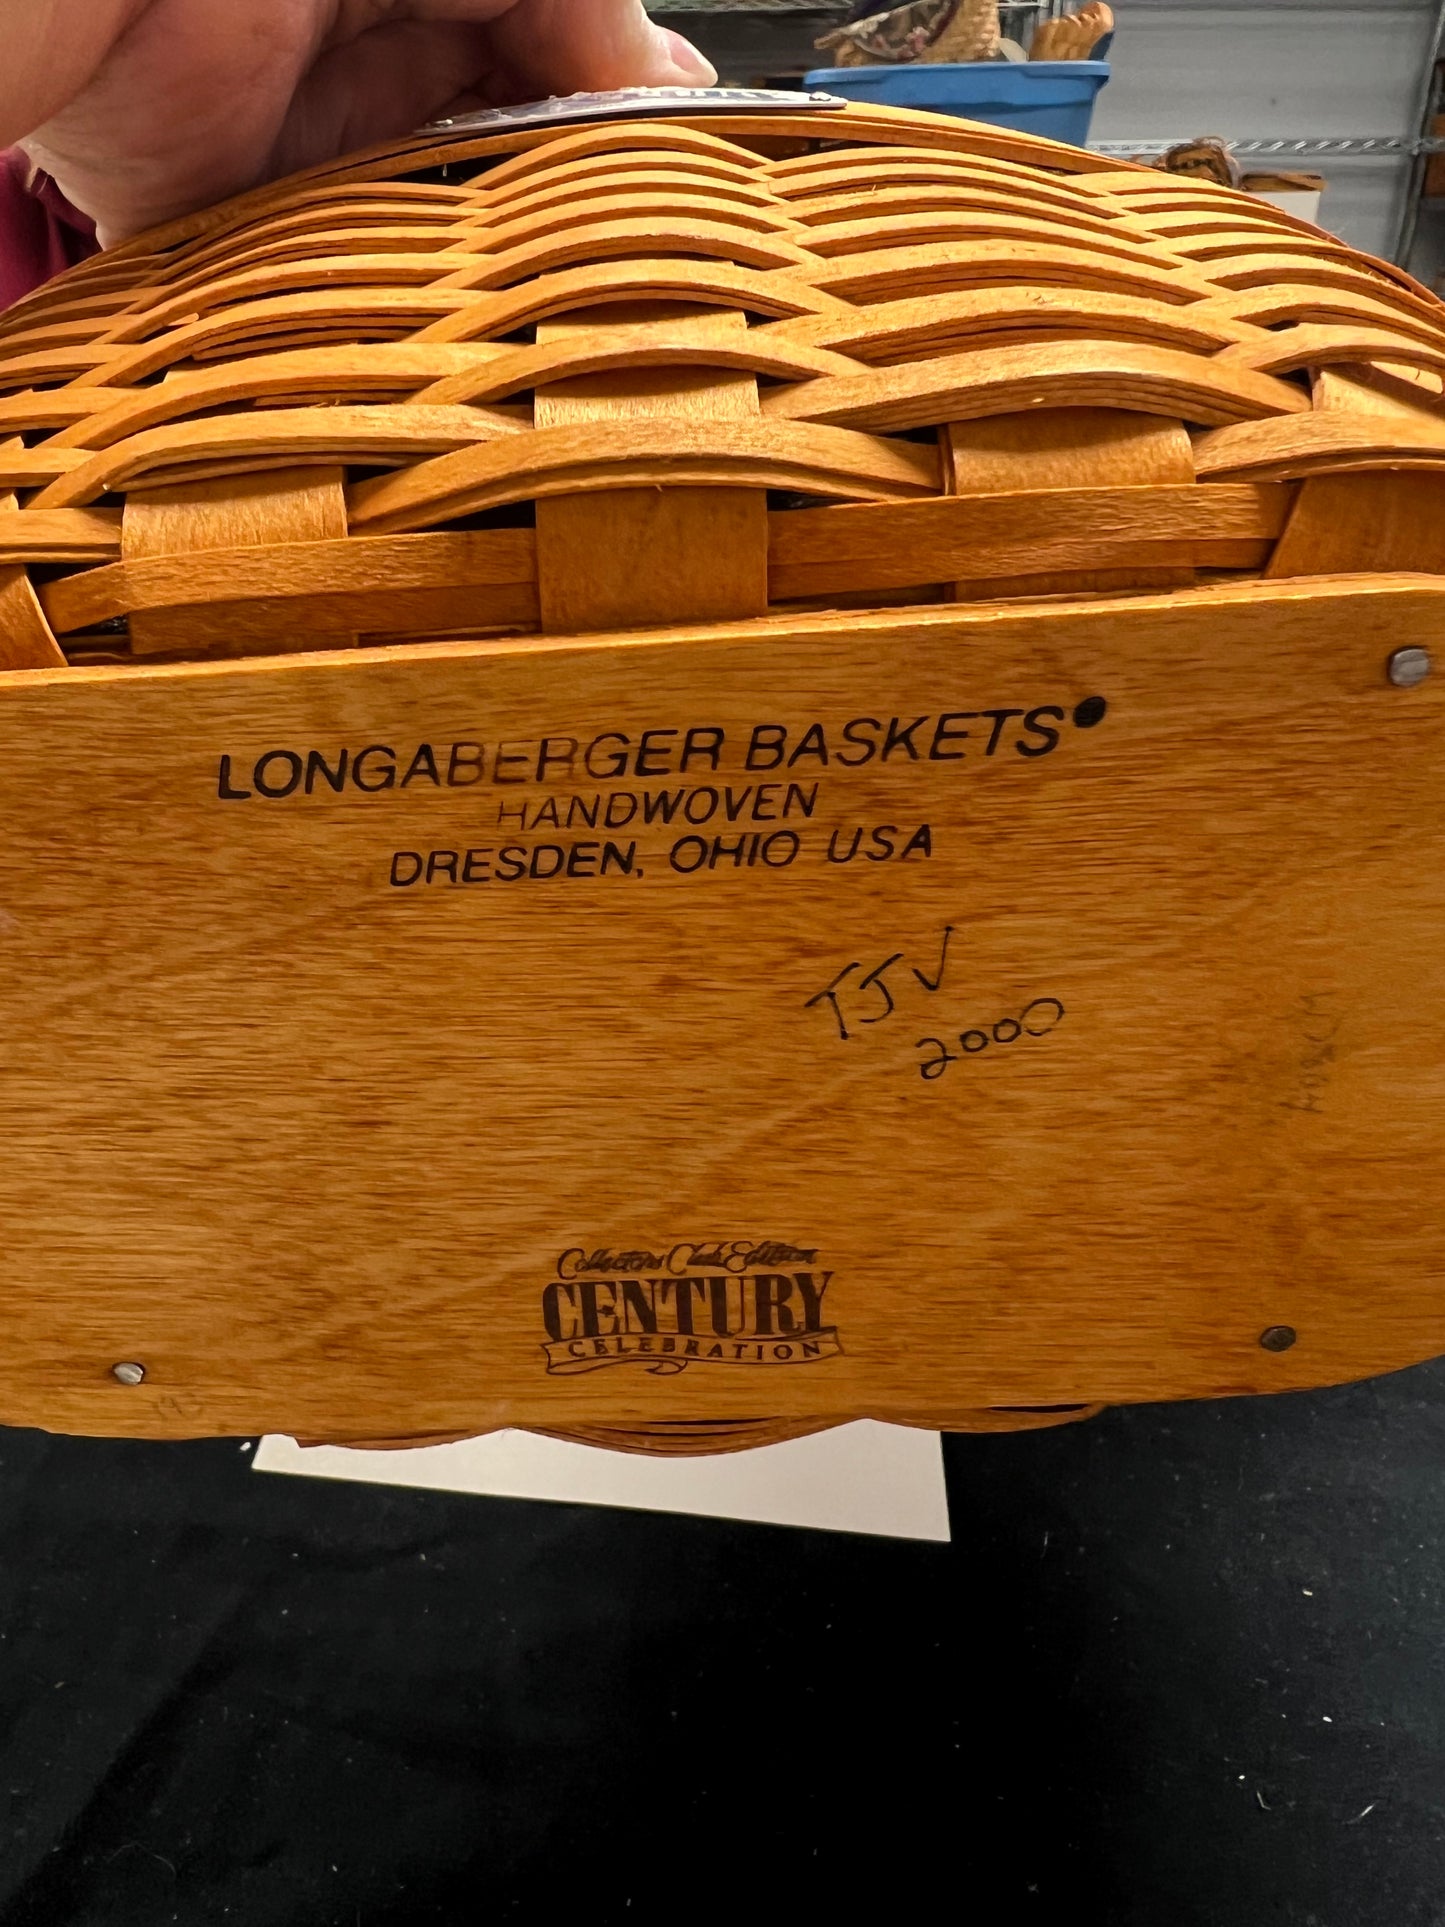 LONGABERGER BASKETS®
HANDWOVEN
DRESDEN, OHIO USA
TJV
2000
Collectors Club Edition
CENTURY
CELEBRATION